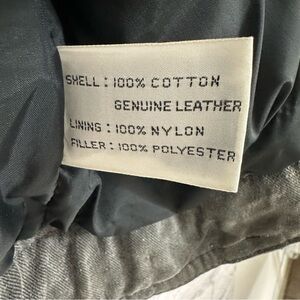 SHELL : 100% COTTON
GENUINE LEATHER
LINING : 100% NYLON
FILLER : 100% POLYESTER